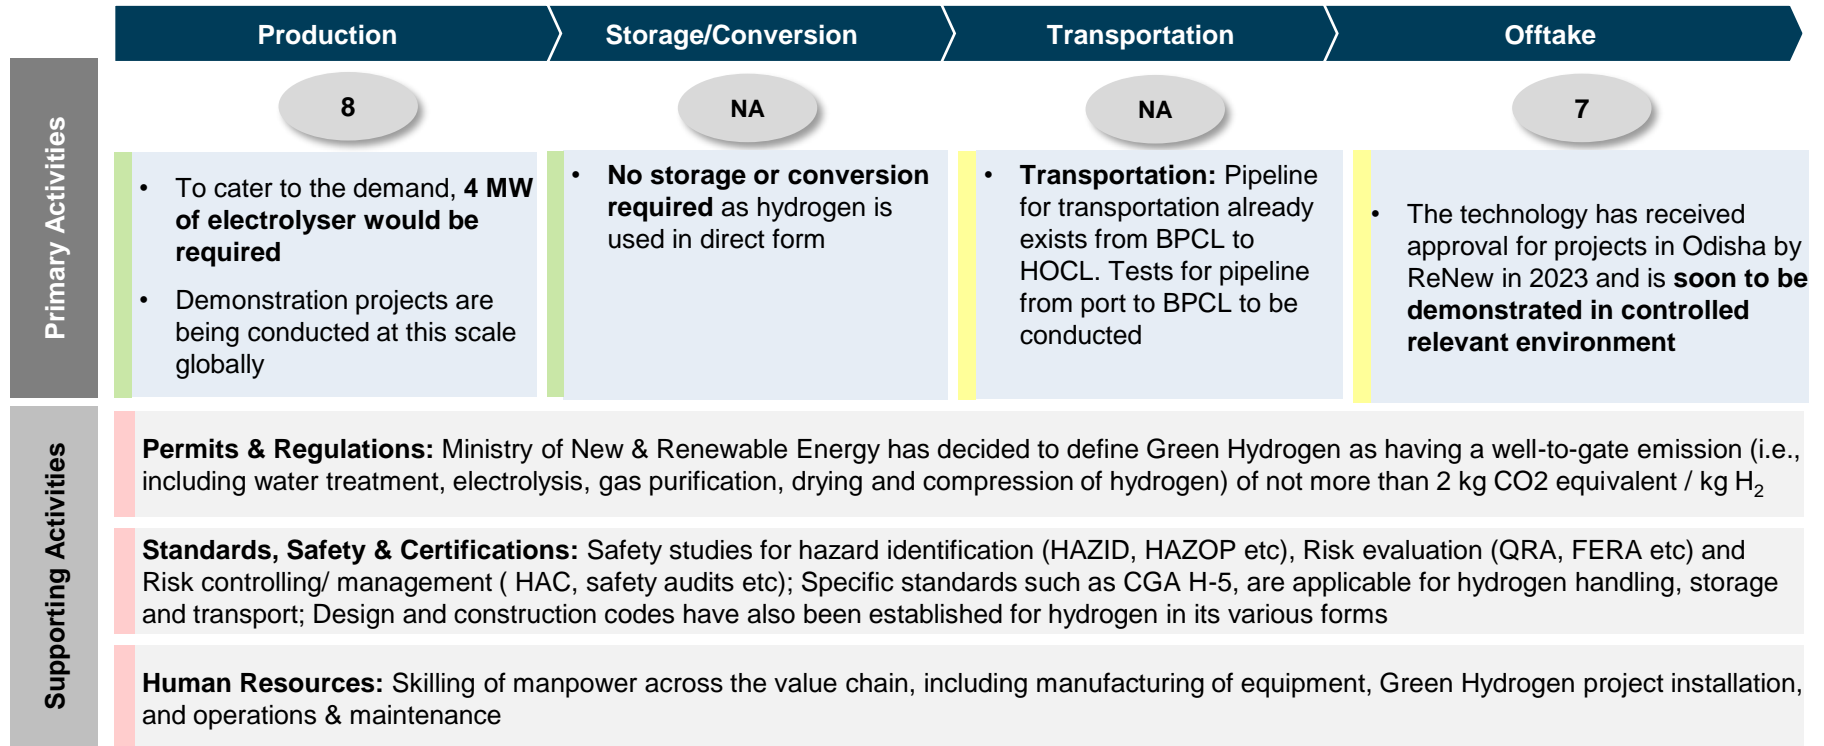 Production
Storage/Conversion
Transportation
Offtake
Primary Activities
8
NA
NA
7
• To cater to the demand, 4 MW
of electrolyser would be
required
• Demonstration projects are
being conducted at this scale
globally
• No storage or conversion
required as hydrogen is
used in direct form
• Transportation: Pipeline
for transportation already
exists from BPCL to
HOCL. Tests for pipeline
from port to BPCL to be
conducted
• The technology has received
approval for projects in Odisha by
ReNew in 2023 and is soon to be
demonstrated in controlled
relevant environment
Supporting Activities
Permits & Regulations: Ministry of New & Renewable Energy has decided to define Green Hydrogen as having a well-to-gate emission (i.e.,
including water treatment, electrolysis, gas purification, drying and compression of hydrogen) of not more than 2 kg CO2 equivalent / kg H₂
Standards, Safety & Certifications: Safety studies for hazard identification (HAZID, HAZOP etc), Risk evaluation (QRA, FERA etc) and
Risk controlling/ management ( HAC, safety audits etc); Specific standards such as CGA H-5, are applicable for hydrogen handling, storage
and transport; Design and construction codes have also been established for hydrogen in its various forms
Human Resources: Skilling of manpower across the value chain, including manufacturing of equipment, Green Hydrogen project installation,
and operations & maintenance